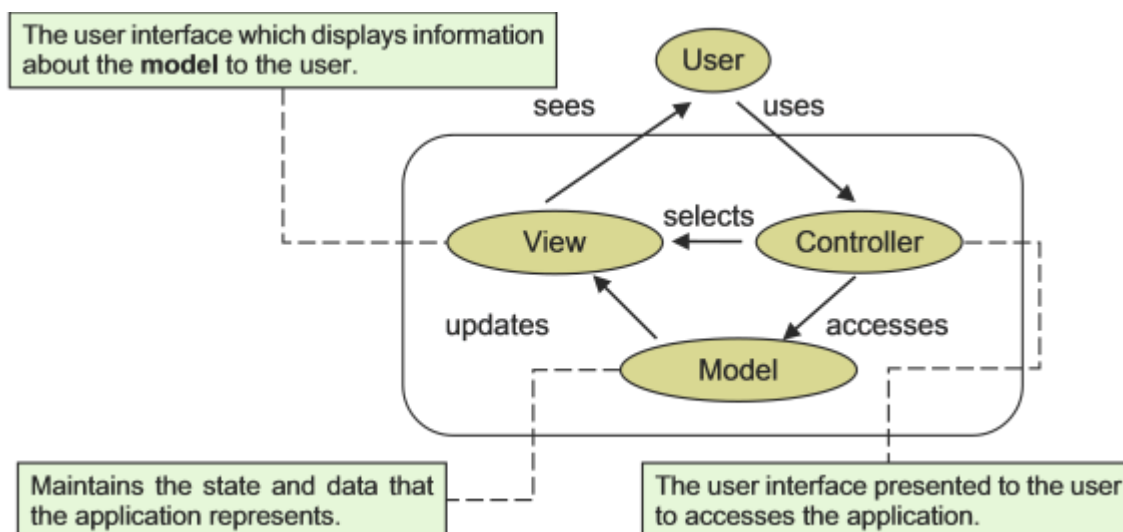 The user interface which displays information
about the model to the user.
User
sees
uses
selects
View
Controller
updates
accesses
Model
Maintains the state and data that
the application represents.
The user interface presented to the user
to accesses the application.